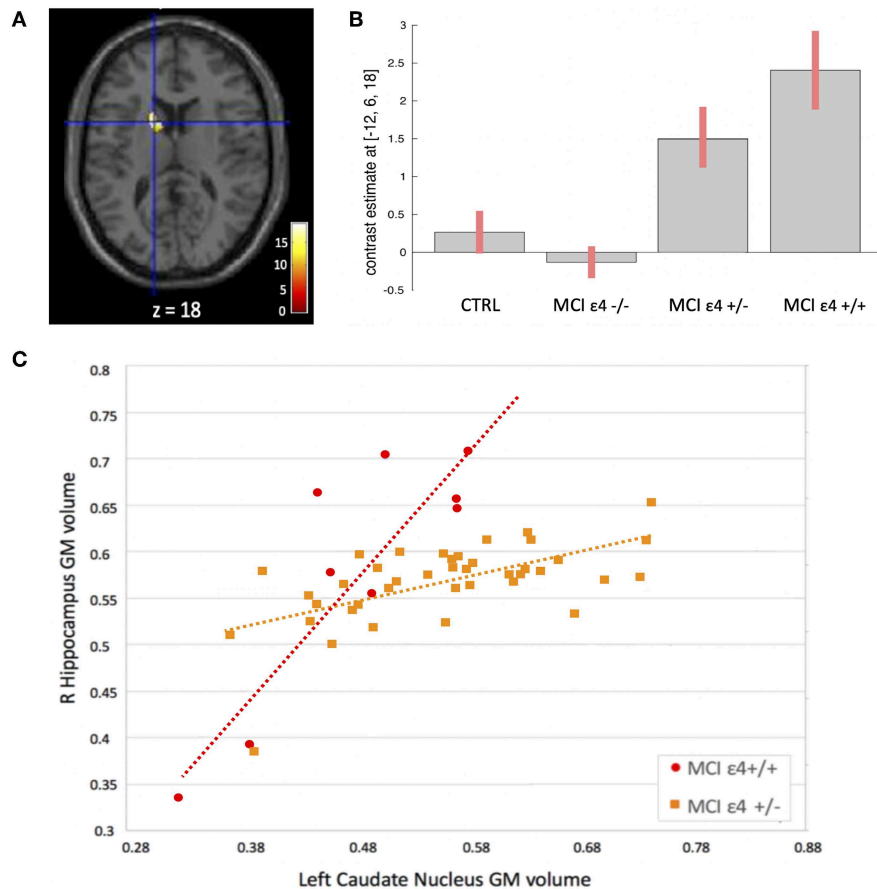 A
15
10
5
0
z = 18
B
contrast estimate at [-12, 6, 18]
3
2.5
2
1.5
1
0.5
0
-0.5
CTRL
MCI ε4 -/-
MCI ε4 +/-
MCI ε4 +/+
C
R Hippocampus GM volume
0.8
0.75
0.7
0.65
0.6
0.55
0.5
0.45
0.4
0.35
0.3
MCI ε4+/+
MCI ε4 +/-
0.28
0.38
0.48
0.58
0.68
0.78
0.88
Left Caudate Nucleus GM volume